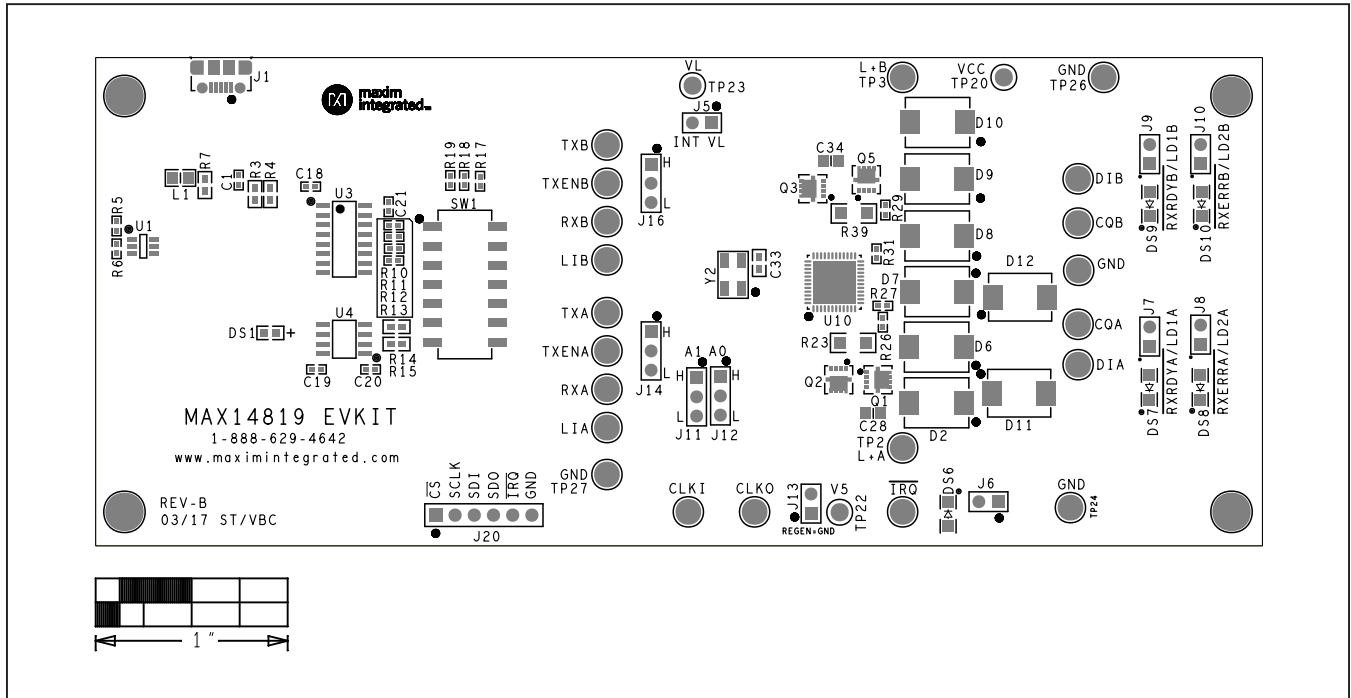 J1
maxim
integrated™
VL
TP23
J5
INT VL
L+B
TP3
VCC
TP20
GND
TP26
D10
J9
J10
RXRDYB/LD1B
RXERRB/LD2B
DS9
DS10
TXB
TXENB
RXB
LIB
TXA
TXENA
RXA
LIA
GND
TP27
H
L
J16
H
L
J14
R19
R18
R17
SW1
C34
Q5
Q3
R39
R29
D9
D8
DIB
CQB
GND
CQA
DIA
R7
L1
C1
R3
R4
C18
U3
C21
R5
U1
R6
R10
R11
R12
R13
U4
DS1 +
R14
R15
C19
C20
Y2
C33
R31
D7
R27
U10
D12
R23
R26
D6
Q2
Q1
C28
D2
D11
J7
J8
RXRDYA/LD1A
RXERRA/LD2A
DS7
DS8
A1 A0
H
H
L
L
J11
J12
TP2
L+A
MAX14819 EVKIT
1-888-629-4642
www.maximintegrated.com
REV-B
03/17 ST/VBC
CS
SCLK
SDI
SDO
IRQ
GND
J20
CLKI
CLKO
J13
REGEN=GND
V5
TP22
IRQ
DS6
J6
GND
TP24
1"